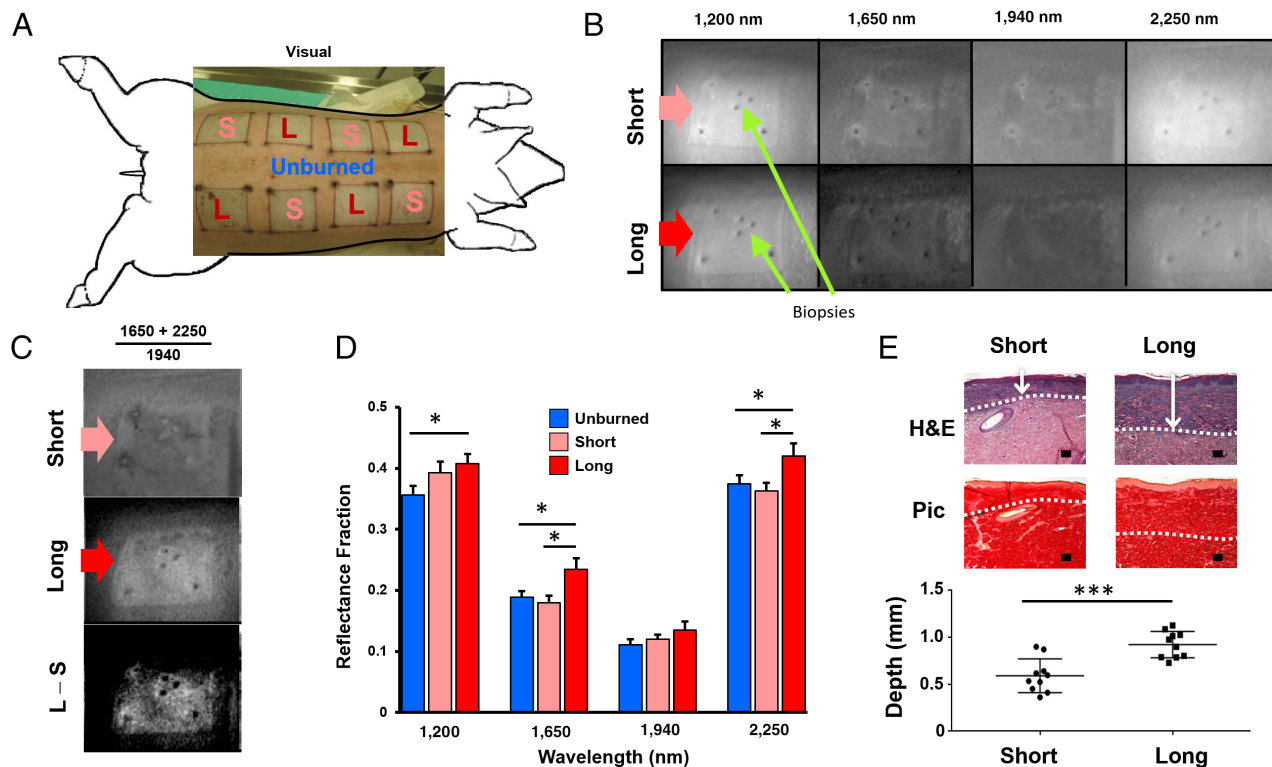 A
Visual
S L S L
Unburned
L S L S
B
1,200 nm 1,650 nm 1,940 nm 2,250 nm
Short
Long
Biopsies
C
1650 + 2250
1940
Short
Long
L – S
D
0.5
0.4
0.3
0.2
0.1
0
Reflectance Fraction
Unburned
Short
Long
*
*
*
*
*
1,200 1,650 1,940 2,250
Wavelength (nm)
E
Short Long
H&E
Pic
1.5
1.0
0.5
0
Depth (mm)
***
Short Long